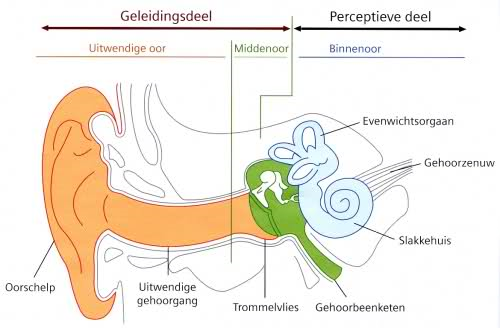 Geleidingsdeel
Perceptieve deel
Uitwendige oor
Middenoor
Binnenoor
Evenwichtsorgaan
Gehoorzenuw
Slakkehuis
Oorschelp
Uitwendige
gehoorgang
Trommelvlies
Gehoorbeenketen